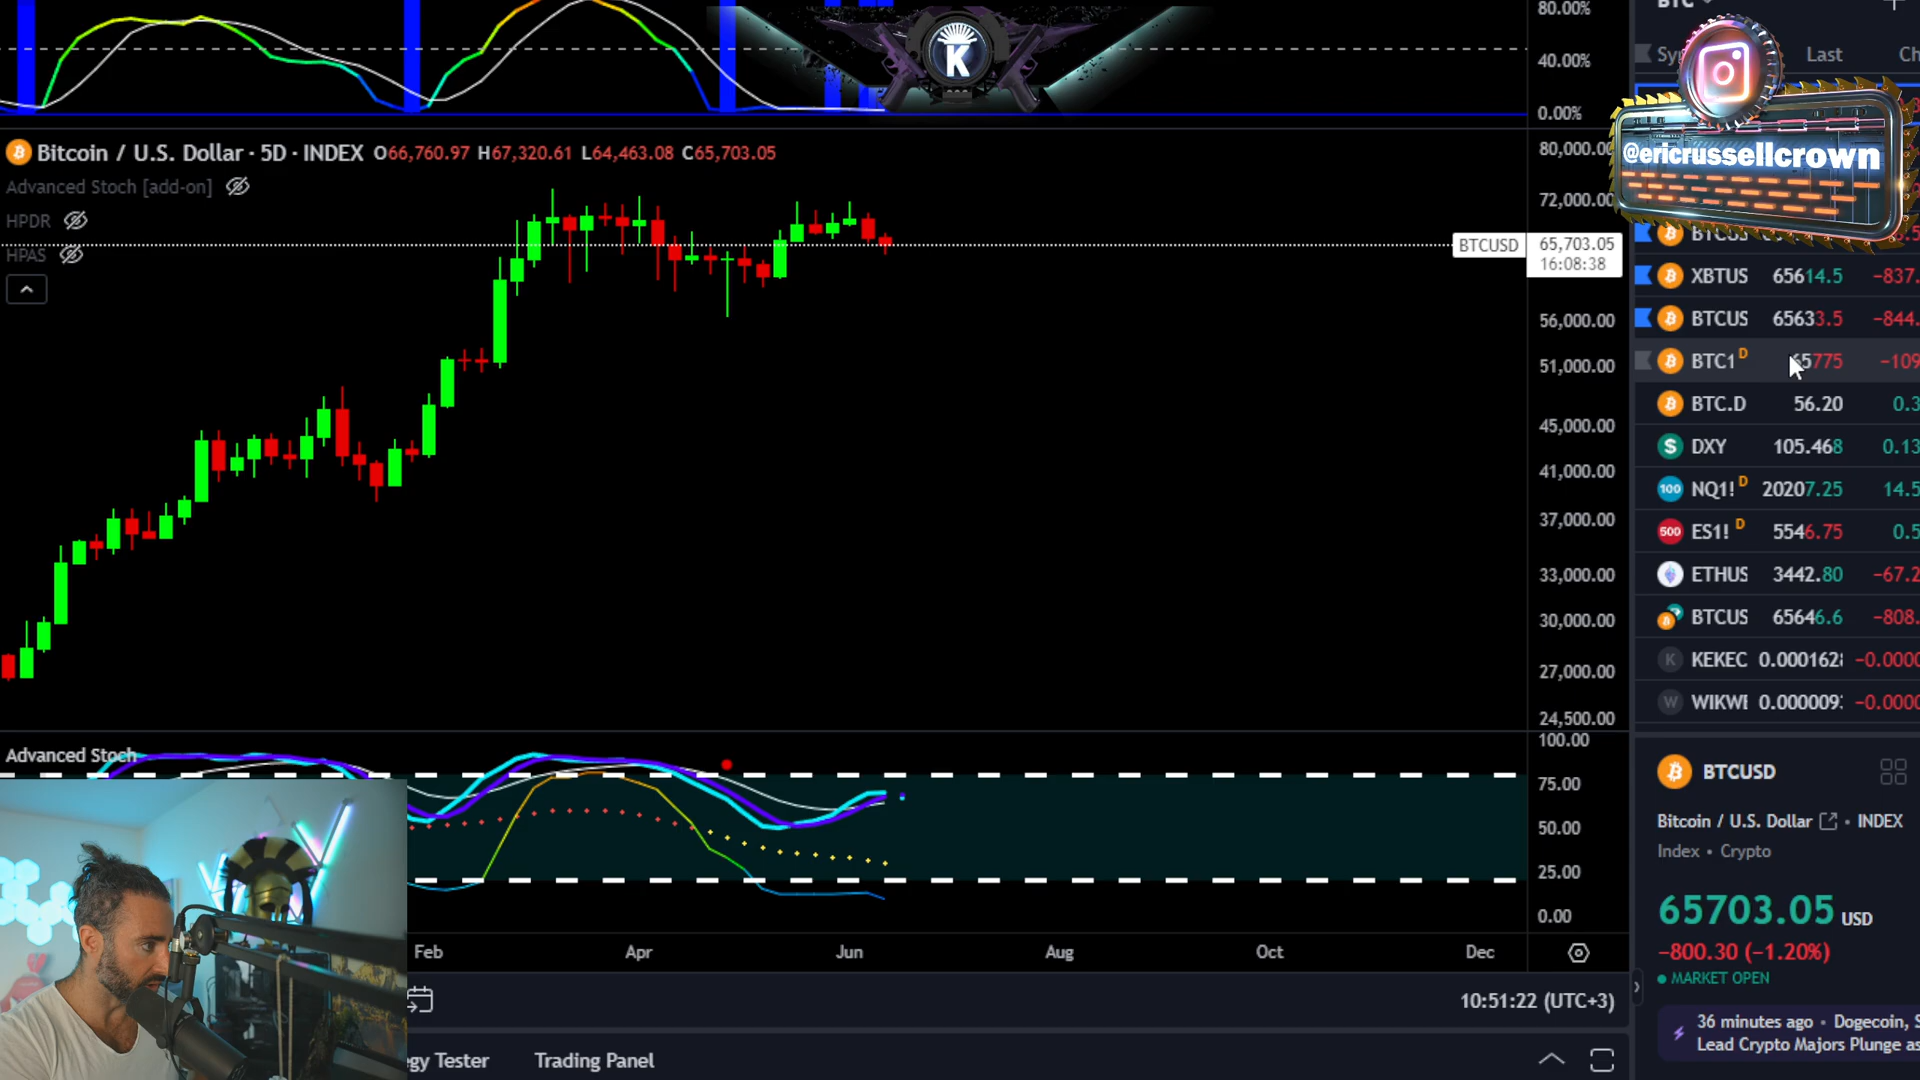 80.00%
40.00%
0.00%
K
BTC
Last
@ericrussellcrown
Bitcoin / U.S. Dollar · 5D · INDEX O66,760.97 H67,320.61 L64,463.08 C65,703.05
Advanced Stoch [add-on]
HPDR
HPAS
80,000.00
72,000.00
BTCUSD 65,703.05
16:08:38
56,000.00
51,000.00
45,000.00
41,000.00
37,000.00
33,000.00
30,000.00
27,000.00
24,500.00
XBTUS 65614.5 −837.
BTCUS 65633.5 −844.
BTC1 D 65775 −109
BTC.D 56.20 0.3
DXY 105.468 0.13
NQ1! D 20207.25 14.5
ES1! D 5546.75 0.5
ETHUS 3442.80 −67.2
BTCUS 65646.6 −808.
KEKEC 0.000162 −0.0000
WIKWI 0.000009 −0.0000
Advanced Stoch
100.00
75.00
50.00
25.00
0.00
Feb Apr Jun Aug Oct Dec
10:51:22 (UTC+3)
gy Tester Trading Panel
BTCUSD
Bitcoin / U.S. Dollar • INDEX
Index • Crypto
65703.05 USD
−800.30 (−1.20%)
MARKET OPEN
36 minutes ago • Dogecoin, S
Lead Crypto Majors Plunge as